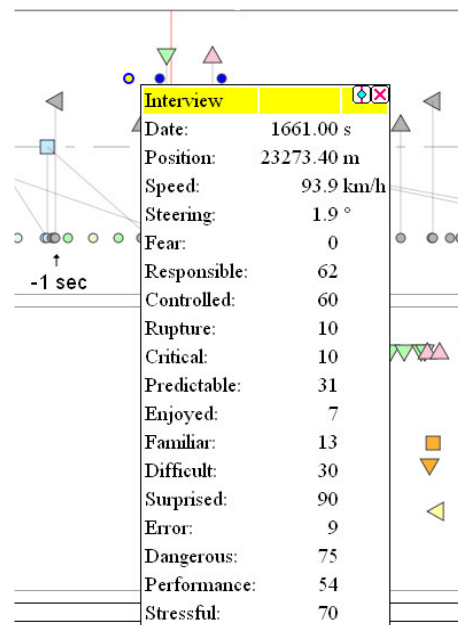 Interview
Date: 1661.00 s
Position: 23273.40 m
Speed: 93.9 km/h
Steering: 1.9 °
Fear: 0
Responsible: 62
-1 sec
Controlled: 60
Rupture: 10
Critical: 10
Predictable: 31
Enjoyed: 7
Familiar: 13
Difficult: 30
Surprised: 90
Error: 9
Dangerous: 75
Performance: 54
Stressful: 70